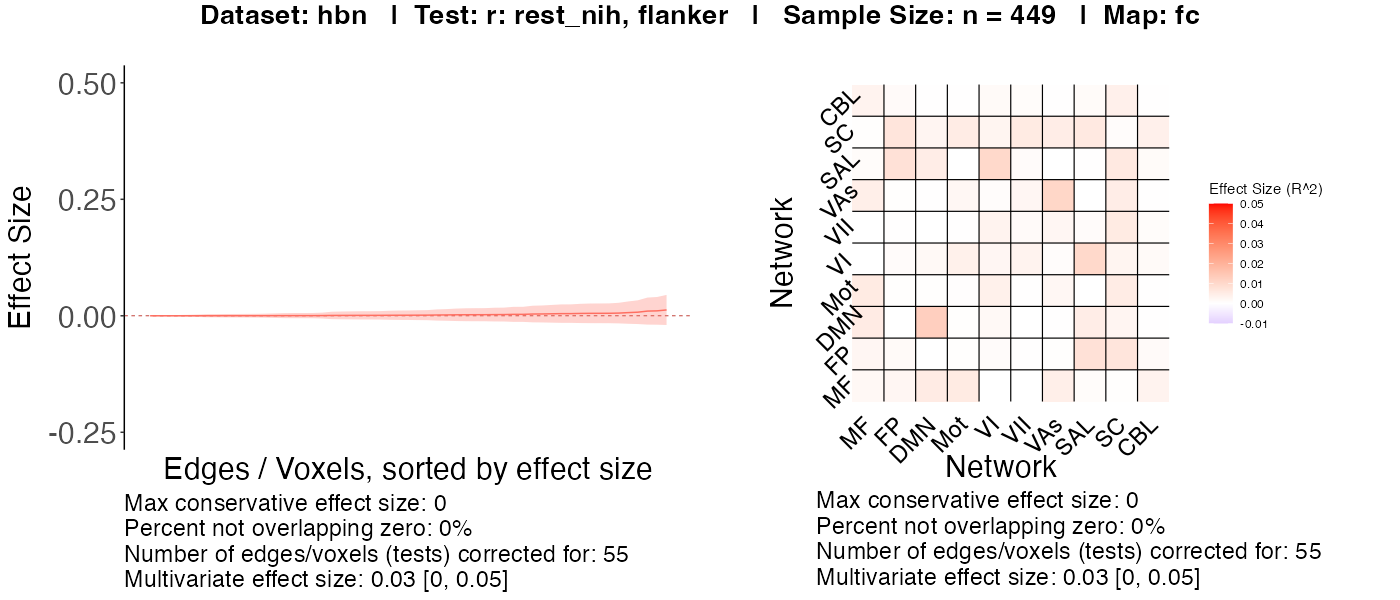 Dataset: hbn | Test: r: rest_nih, flanker | Sample Size: n = 449 | Map: fc
Effect Size
0.50
0.25
0.00
-0.25
Edges / Voxels, sorted by effect size
Max conservative effect size: 0
Percent not overlapping zero: 0%
Number of edges/voxels (tests) corrected for: 55
Multivariate effect size: 0.03 [0, 0.05]
Network
CBL
SC
SAL
VAs
VII
VI
Mot
DMN
FP
MF
MF FP DMN Mot VI VII VAs SAL SC CBL
Network
Effect Size (R^2)
0.05
0.04
0.03
0.02
0.01
0.00
-0.01
Max conservative effect size: 0
Percent not overlapping zero: 0%
Number of edges/voxels (tests) corrected for: 55
Multivariate effect size: 0.03 [0, 0.05]